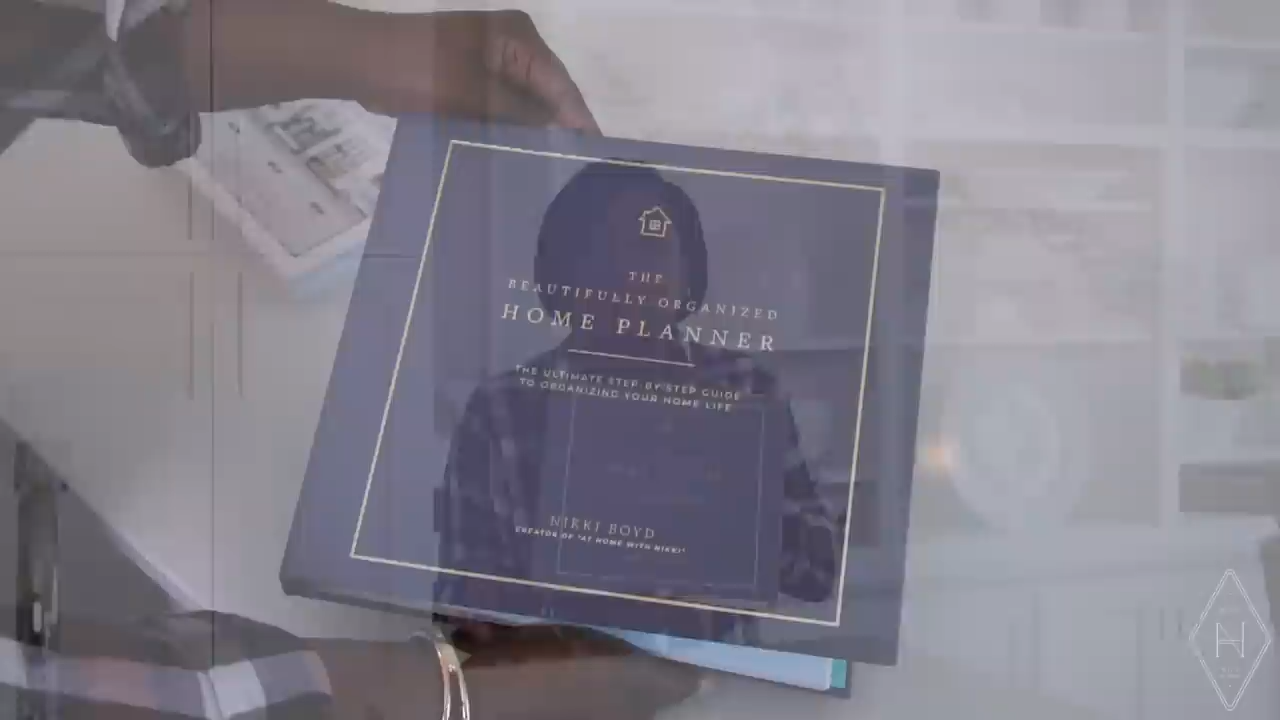 THE
BEAUTIFULLY ORGANIZED
HOME PLANNER
THE ULTIMATE STEP-BY-STEP GUIDE
TO ORGANIZING YOUR HOME LIFE
NIKKI BOYD
CREATOR OF "AT HOME WITH NIKKI"
N